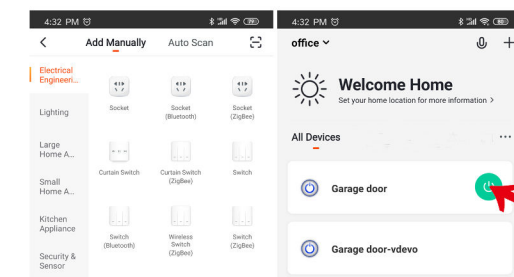 4:32 PM
Add Manually
Auto Scan
Electrical
Engineeri...
Lighting
Large
Home A...
Small
Home A...
Kitchen
Appliance
Security &
Sensor
Socket
Socket
(Bluetooth)
Socket
(ZigBee)
Curtain Switch
Curtain Switch
(ZigBee)
Switch
Switch
(Bluetooth)
Wireless
Switch
(ZigBee)
Switch
(ZigBee)
4:32 PM
office
Welcome Home
Set your home location for more information >
All Devices
...
Garage door
Garage door-vdevo